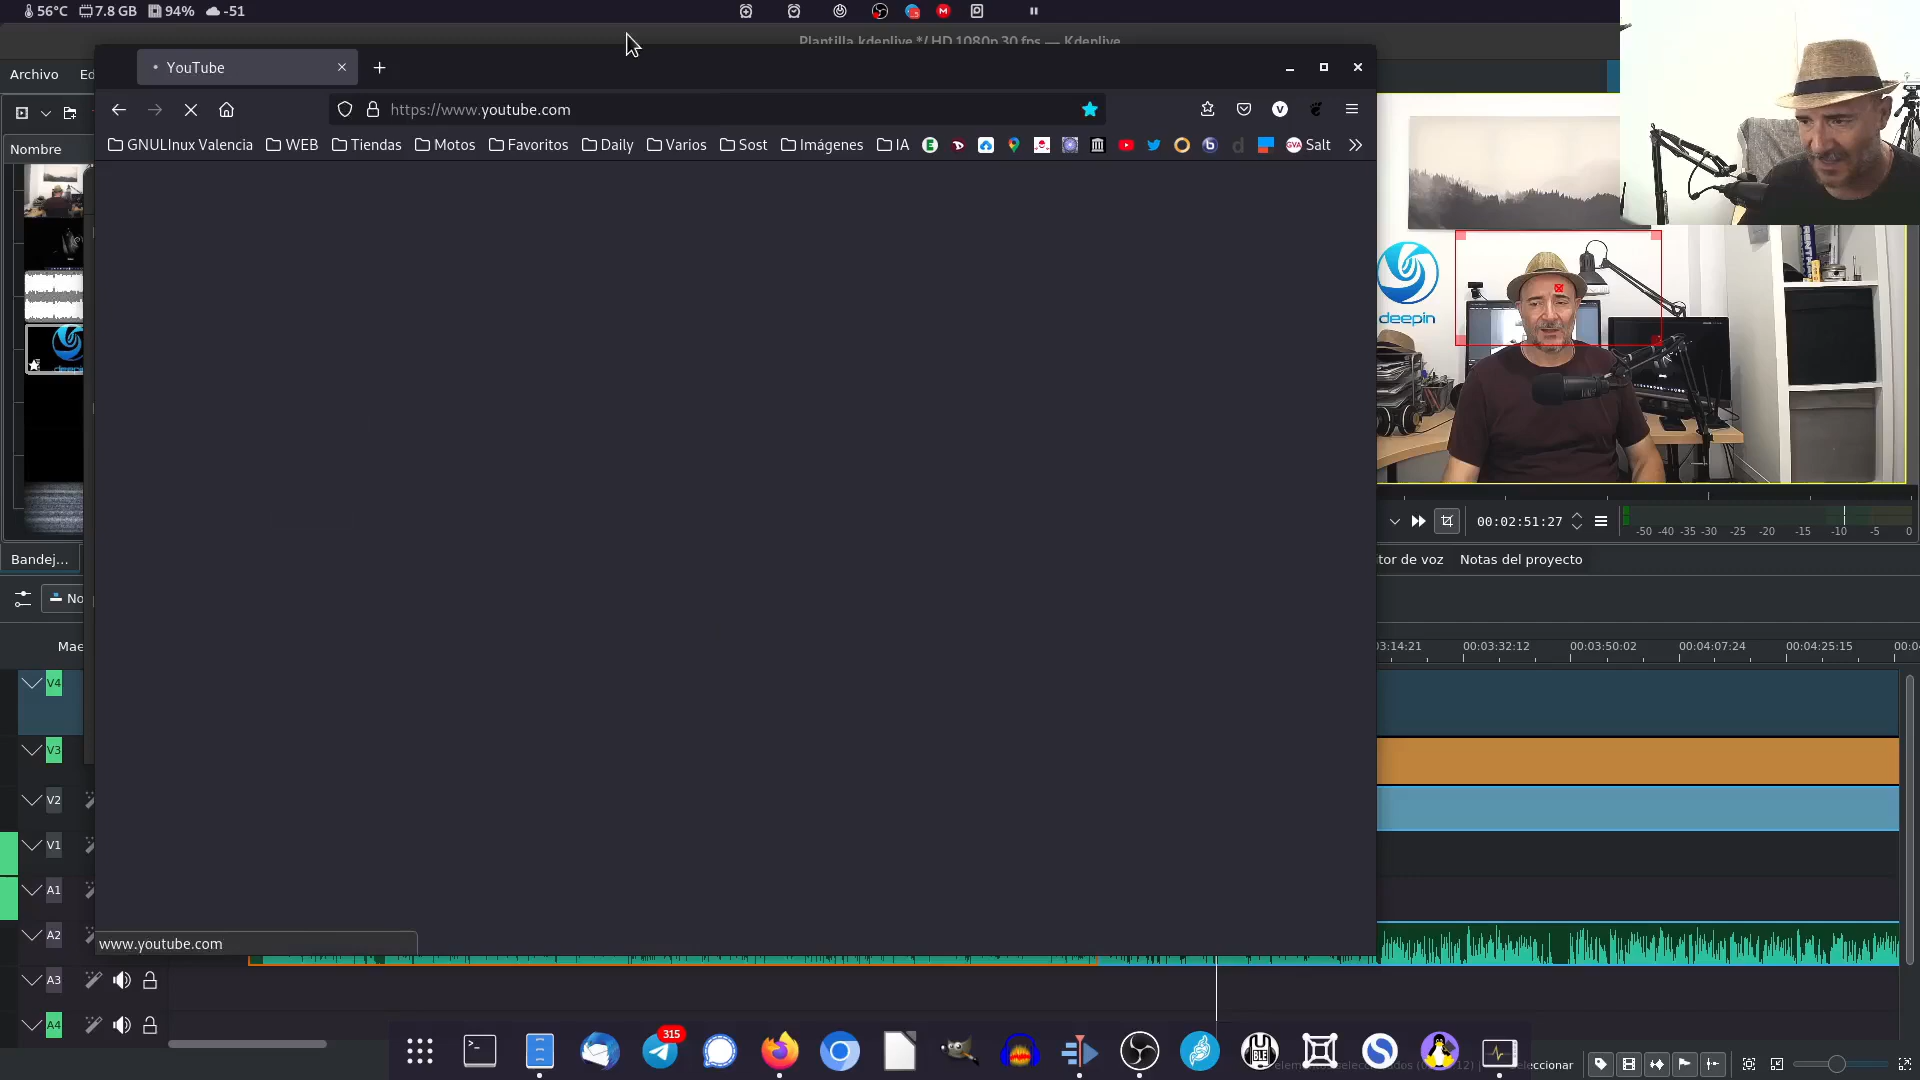 56°C 7.8 GB 94% -51
Plantilla kdenlive */ HD 1080p 30 fps — Kdenlive
Archivo
YouTube
https://www.youtube.com
GNULInux Valencia WEB Tiendas Motos Favoritos Daily Varios Sost Imágenes IA Salt
Nombre
deepin
deepin
00:02:51:27
-50 -40 -35 -30 -25 -20 -15 -10 -5 0
Bandej...
tor de voz Notas del proyecto
No
Mae
3:14:21 00:03:32:12 00:03:50:02 00:04:07:24 00:04:25:15
V4
V3
V2
V1
A1
A2
www.youtube.com
A3
A4
315
BLE